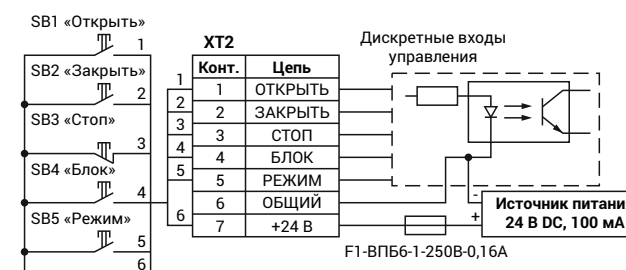 SB1 «Открыть»
1
SB2 «Закрыть»
2
SB3 «Стоп»
3
SB4 «Блок»
4
SB5 «Режим»
5
6
1
2
3
4
5
6
XT2
Конт. Цепь
1 ОТКРЫТЬ
2 ЗАКРЫТЬ
3 СТОП
4 БЛОК
5 РЕЖИМ
6 ОБЩИЙ
7 +24 В
Дискретные входы
управления
-
+
Источник питани
24 В DC, 100 мА
F1-ВПБ6-1-250В-0,16А